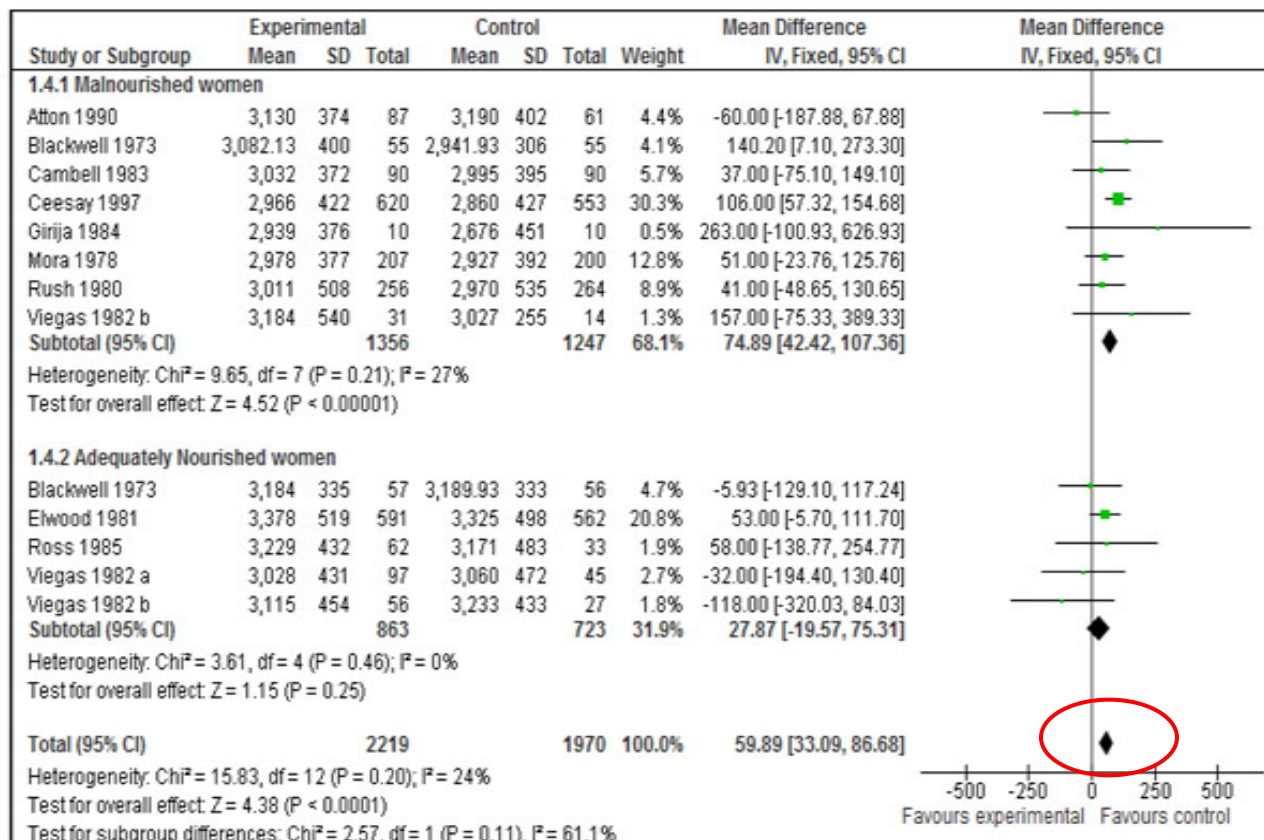 Experimental Control Mean Difference Mean Difference
Study or Subgroup Mean SD Total Mean SD Total Weight IV, Fixed, 95% CI IV, Fixed, 95% CI
1.4.1 Malnourished women
Atton 1990 3,130 374 87 3,190 402 61 4.4% -60.00 [-187.88, 67.88]
Blackwell 1973 3,082.13 400 55 2,941.93 306 55 4.1% 140.20 [7.10, 273.30]
Cambell 1983 3,032 372 90 2,995 395 90 5.7% 37.00 [-75.10, 149.10]
Ceesay 1997 2,966 422 620 2,860 427 553 30.3% 106.00 [57.32, 154.68]
Girija 1984 2,939 376 10 2,676 451 10 0.5% 263.00 [-100.93, 626.93]
Mora 1978 2,978 377 207 2,927 392 200 12.8% 51.00 [-23.76, 125.76]
Rush 1980 3,011 508 256 2,970 535 264 8.9% 41.00 [-48.65, 130.65]
Viegas 1982 b 3,184 540 31 3,027 255 14 1.3% 157.00 [-75.33, 389.33]
Subtotal (95% CI) 1356 1247 68.1% 74.89 [42.42, 107.36]
Heterogeneity: Chi² = 9.65, df = 7 (P = 0.21); I² = 27%
Test for overall effect: Z = 4.52 (P < 0.00001)
1.4.2 Adequately Nourished women
Blackwell 1973 3,184 335 57 3,189.93 333 56 4.7% -5.93 [-129.10, 117.24]
Elwood 1981 3,378 519 591 3,325 498 562 20.8% 53.00 [-5.70, 111.70]
Ross 1985 3,229 432 62 3,171 483 33 1.9% 58.00 [-138.77, 254.77]
Viegas 1982 a 3,028 431 97 3,060 472 45 2.7% -32.00 [-194.40, 130.40]
Viegas 1982 b 3,115 454 56 3,233 433 27 1.8% -118.00 [-320.03, 84.03]
Subtotal (95% CI) 863 723 31.9% 27.87 [-19.57, 75.31]
Heterogeneity: Chi² = 3.61, df = 4 (P = 0.46); I² = 0%
Test for overall effect: Z = 1.15 (P = 0.25)
Total (95% CI) 2219 1970 100.0% 59.89 [33.09, 86.68]
Heterogeneity: Chi² = 15.83, df = 12 (P = 0.20); I² = 24%
Test for overall effect: Z = 4.38 (P < 0.0001)
Test for subgroup differences: Chi² = 2.57, df = 1 (P = 0.11), I² = 61.1%
-500 -250 0 250 500
Favours experimental Favours control